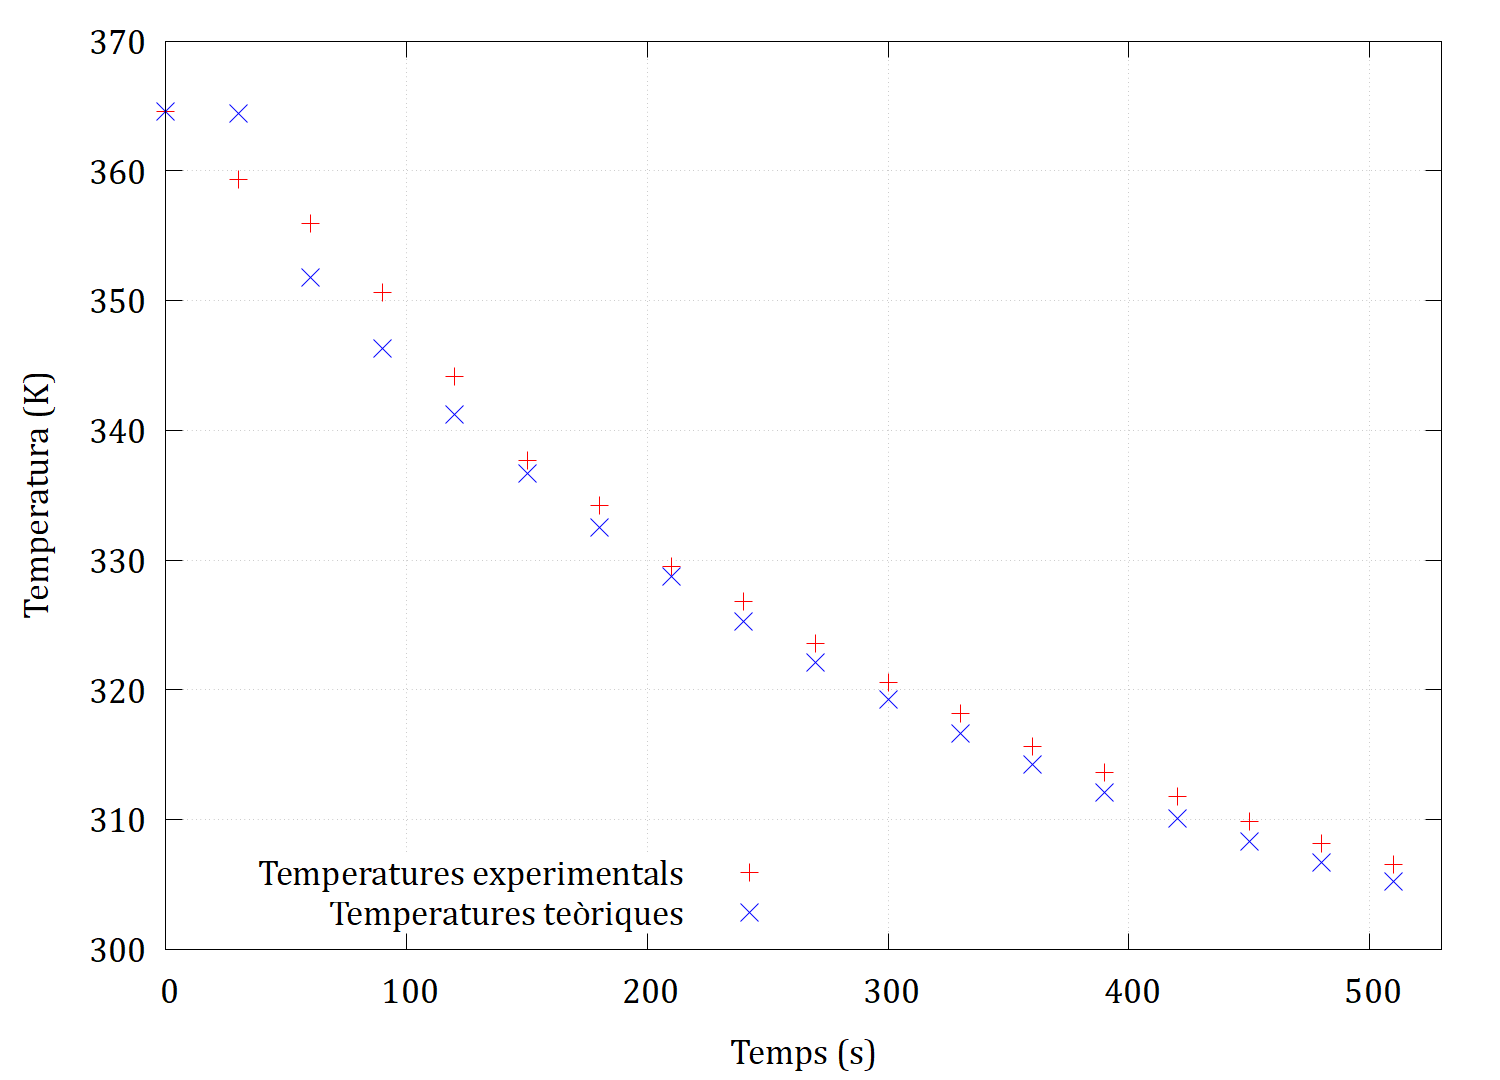 370
360
350
340
330
320
310
300
Temperatura (K)
Temperatures experimentals
Temperatures teòriques
0 100 200 300 400 500
Temps (s)